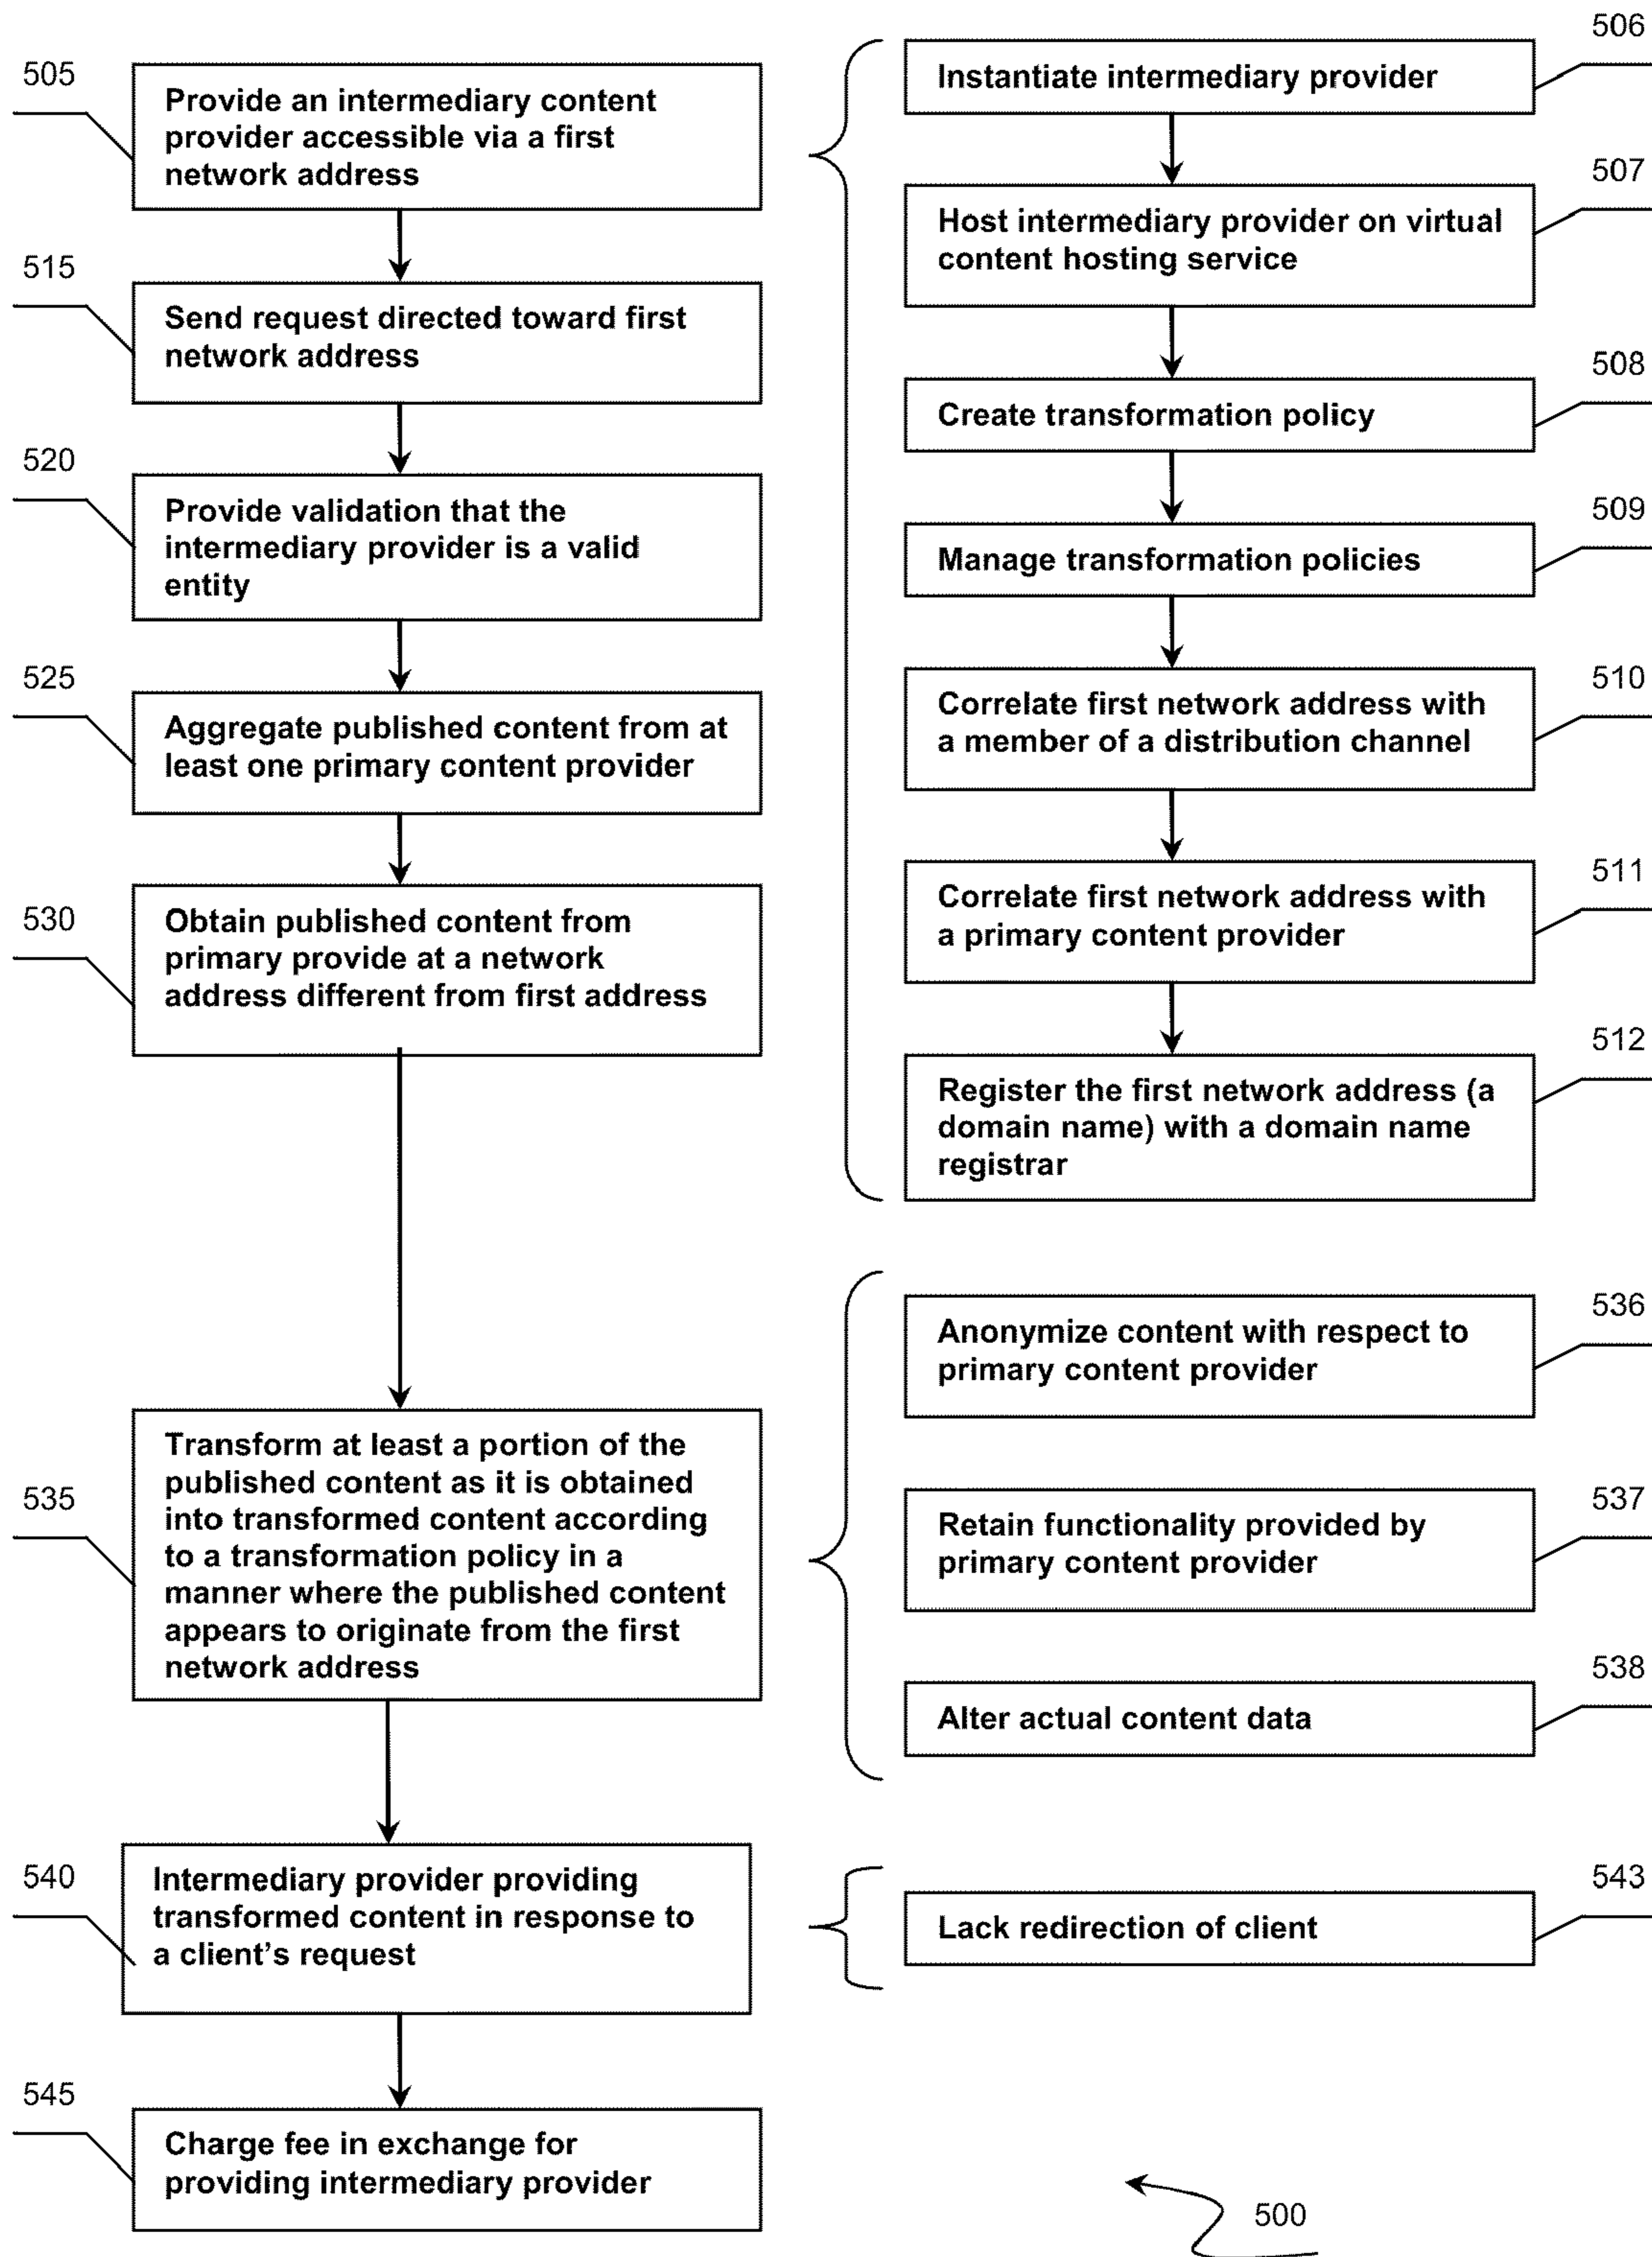 505
Provide an intermediary content
provider accessible via a first
network address
515
Send request directed toward first
network address
520
Provide validation that the
intermediary provider is a valid
entity
525
Aggregate published content from at
least one primary content provider
530
Obtain published content from
primary provide at a network
address different from first address
535
Transform at least a portion of the
published content as it is obtained
into transformed content according
to a transformation policy in a
manner where the published content
appears to originate from the first
network address
540
Intermediary provider providing
transformed content in response to
a client's request
545
Charge fee in exchange for
providing intermediary provider
506
Instantiate intermediary provider
507
Host intermediary provider on virtual
content hosting service
508
Create transformation policy
509
Manage transformation policies
510
Correlate first network address with
a member of a distribution channel
511
Correlate first network address with
a primary content provider
512
Register the first network address (a
domain name) with a domain name
registrar
536
Anonymize content with respect to
primary content provider
537
Retain functionality provided by
primary content provider
538
Alter actual content data
543
Lack redirection of client
500